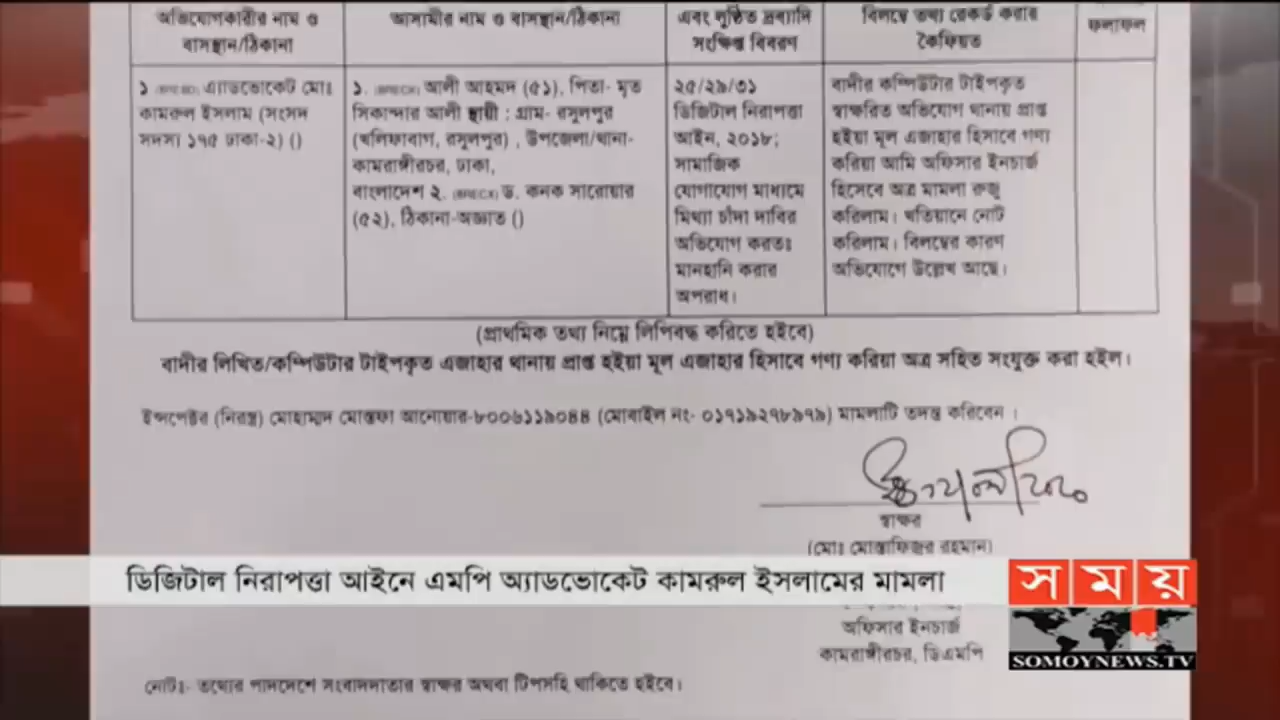 অভিযোগকারীর নাম ও
বাসস্থান/ঠিকানা
আসামীর নাম ও বাসস্থান/ঠিকানা
এবং লুণ্ঠিত দ্রব্যাদি
সংক্ষিপ্ত বিবরণ
বিলম্বে তথ্য রেকর্ড করার
কৈফিয়ত
ফলাফল
১ এ্যাডভোকেট মোঃ
কামরুল ইসলাম (সংসদ
সদস্য ১৭৫ ঢাকা-২) ()
১. আলী আহমদ (৫১), পিতা- মৃত
সিকান্দার আলী স্থায়ী : গ্রাম- রসুলপুর
(খলিফাবাগ, রসুলপুর) , উপজেলা/থানা-
কামরাঙ্গীরচর, ঢাকা,
বাংলাদেশ ২. ড. কনক সারোয়ার
(৫২), ঠিকানা-অজ্ঞাত ()
২৫/২৯/৩১
ডিজিটাল নিরাপত্তা
আইন, ২০১৮;
সামাজিক
যোগাযোগ মাধ্যমে
মিথ্যা চাঁদা দাবির
অভিযোগ করতঃ
মানহানি করার
অপরাধ।
বাদীর কম্পিউটার টাইপকৃত
স্বাক্ষরিত অভিযোগ থানায় প্রাপ্ত
হইয়া মূল এজাহার হিসাবে গণ্য
করিয়া আমি অফিসার ইনচার্জ
হিসেবে অত্র মামলা রুজু
করিলাম। খতিয়ানে নোট
করিলাম। বিলম্বের কারণ
অভিযোগে উল্লেখ আছে।
(প্রাথমিক তথ্য নিম্নে লিপিবদ্ধ করিতে হইবে)
বাদীর লিখিত/কম্পিউটার টাইপকৃত এজাহার থানায় প্রাপ্ত হইয়া মূল এজাহার হিসাবে গণ্য করিয়া অত্র সহিত সংযুক্ত করা হইল।
ইন্সপেক্টর (নিরস্ত্র) মোহাম্মদ মোস্তফা আনোয়ার-৮০০৬১১৯০৪৪ (মোবাইল নং- ০১৭১৯২৭৮৯৭৯) মামলাটি তদন্ত করিবেন ।
স্বাক্ষর
(মোঃ মোস্তাফিজুর রহমান)
ডিজিটাল নিরাপত্তা আইনে এমপি অ্যাডভোকেট কামরুল ইসলামের মামলা
সময়
SOMOYNEWS.TV
অফিসার ইনচার্জ
কামরাঙ্গীরচর, ডিএমপি
নোটঃ- তথ্যের পাদদেশে সংবাদদাতার স্বাক্ষর অথবা টিপসহি থাকিতে হইবে।